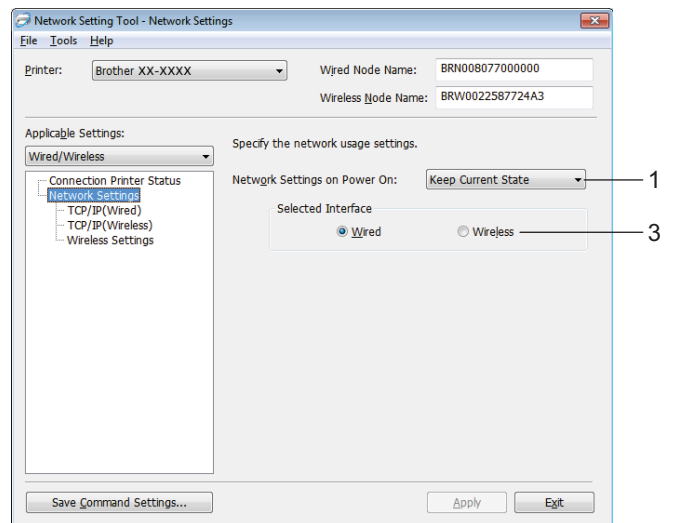 Network Setting Tool - Network Settings
File Tools Help
Printer: Brother XX-XXXX Wired Node Name: BRN008077000000
Wireless Node Name: BRW0022587724A3
Applicable Settings:
Wired/Wireless
Specify the network usage settings.
Connection Printer Status
Network Settings
TCP/IP(Wired)
TCP/IP(Wireless)
Wireless Settings
Network Settings on Power On: Keep Current State 1
Selected Interface
Wired Wireless 3
Save Command Settings... Apply Exit